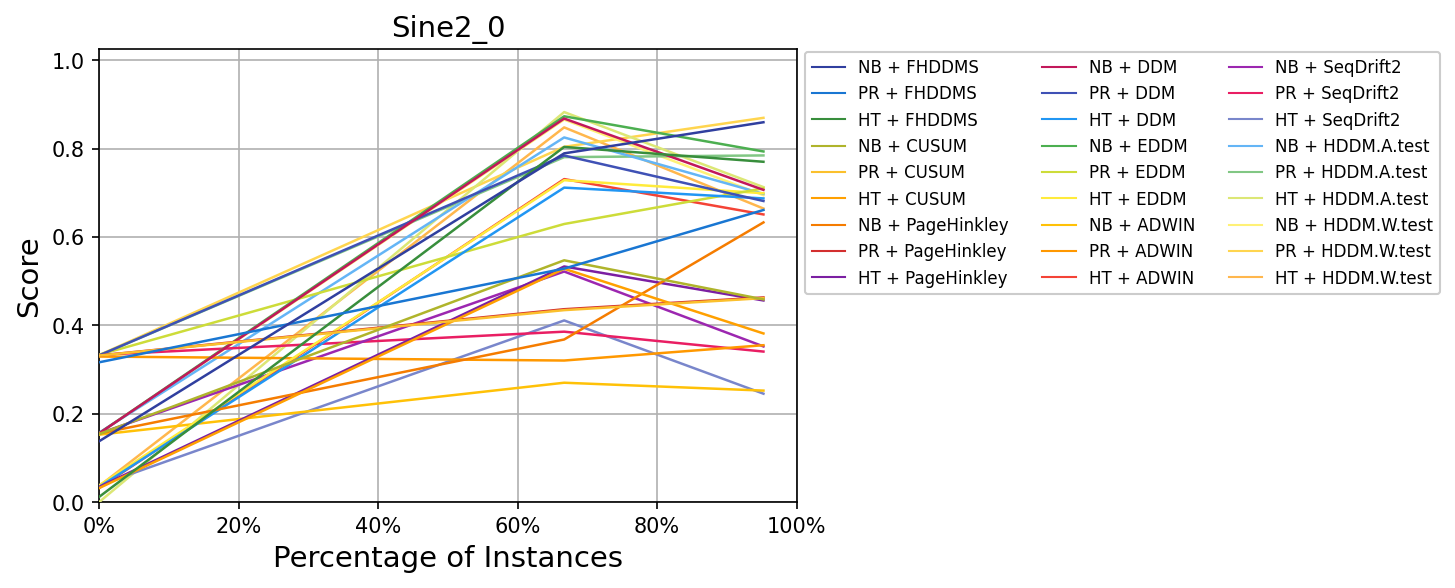 Sine2_0
Score
1.0
0.8
0.6
0.4
0.2
0.0
0%
20%
40%
60%
80%
100%
Percentage of Instances
NB + FHDDMS
PR + FHDDMS
HT + FHDDMS
NB + CUSUM
PR + CUSUM
HT + CUSUM
NB + PageHinkley
PR + PageHinkley
HT + PageHinkley
NB + DDM
PR + DDM
HT + DDM
NB + EDDM
PR + EDDM
HT + EDDM
NB + ADWIN
PR + ADWIN
HT + ADWIN
NB + SeqDrift2
PR + SeqDrift2
HT + SeqDrift2
NB + HDDM.A.test
PR + HDDM.A.test
HT + HDDM.A.test
NB + HDDM.W.test
PR + HDDM.W.test
HT + HDDM.W.test